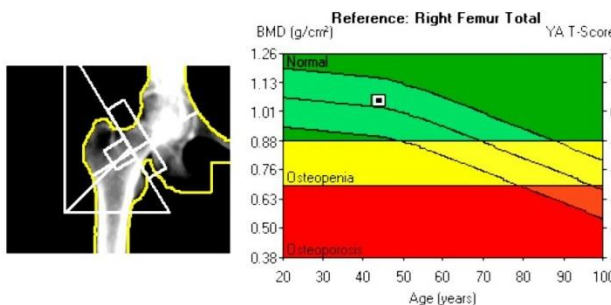 Reference: Right Femur Total
BMD (g/cm²)
YA T-Score
1.26
1.13
1.01
0.88
0.76
0.63
0.50
0.38
Normal
Osteopenia
Osteoporosis
20 30 40 50 60 70 80 90 100
Age (years)